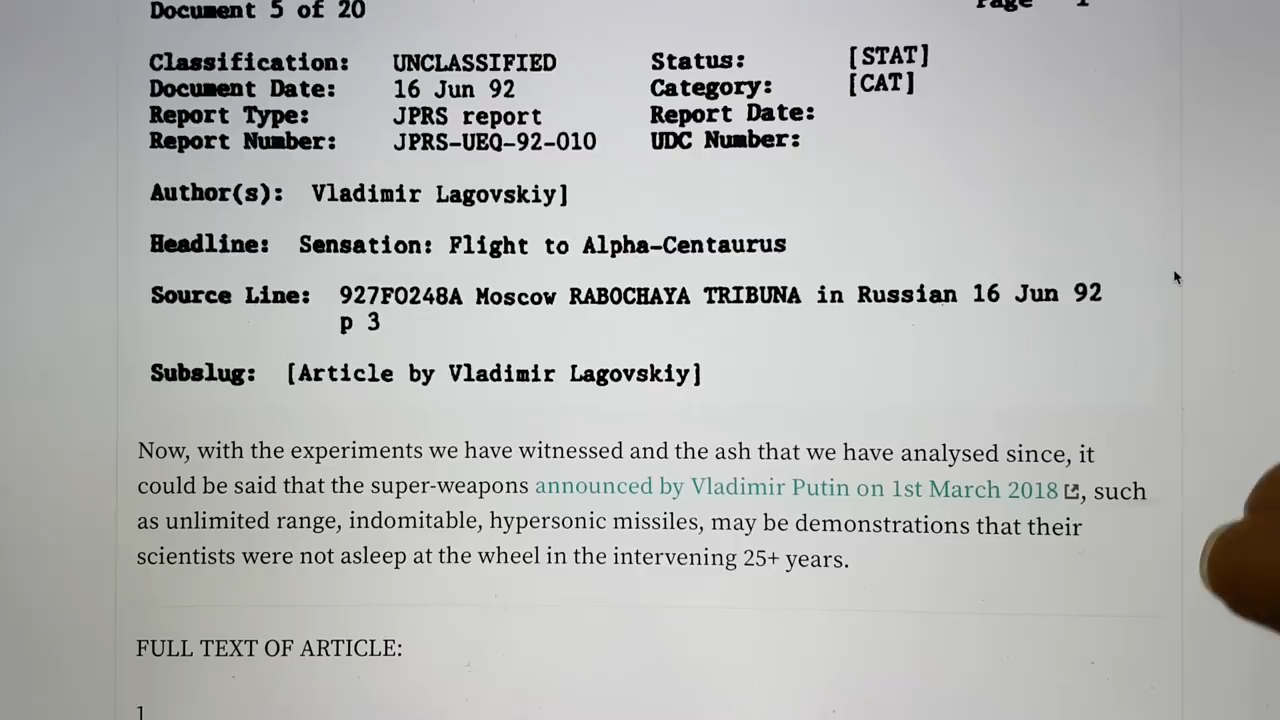 Document 5 of 20 Page 1
Classification: UNCLASSIFIED Status: [STAT]
Document Date: 16 Jun 92 Category: [CAT]
Report Type: JPRS report Report Date:
Report Number: JPRS-UEQ-92-010 UDC Number:
Author(s): Vladimir Lagovskiy]
Headline: Sensation: Flight to Alpha-Centaurus
Source Line: 927F0248A Moscow RABOCHAYA TRIBUNA in Russian 16 Jun 92
p 3
Subslug: [Article by Vladimir Lagovskiy]
Now, with the experiments we have witnessed and the ash that we have analysed since, it
could be said that the super-weapons announced by Vladimir Putin on 1st March 2018, such
as unlimited range, indomitable, hypersonic missiles, may be demonstrations that their
scientists were not asleep at the wheel in the intervening 25+ years.
FULL TEXT OF ARTICLE:
1